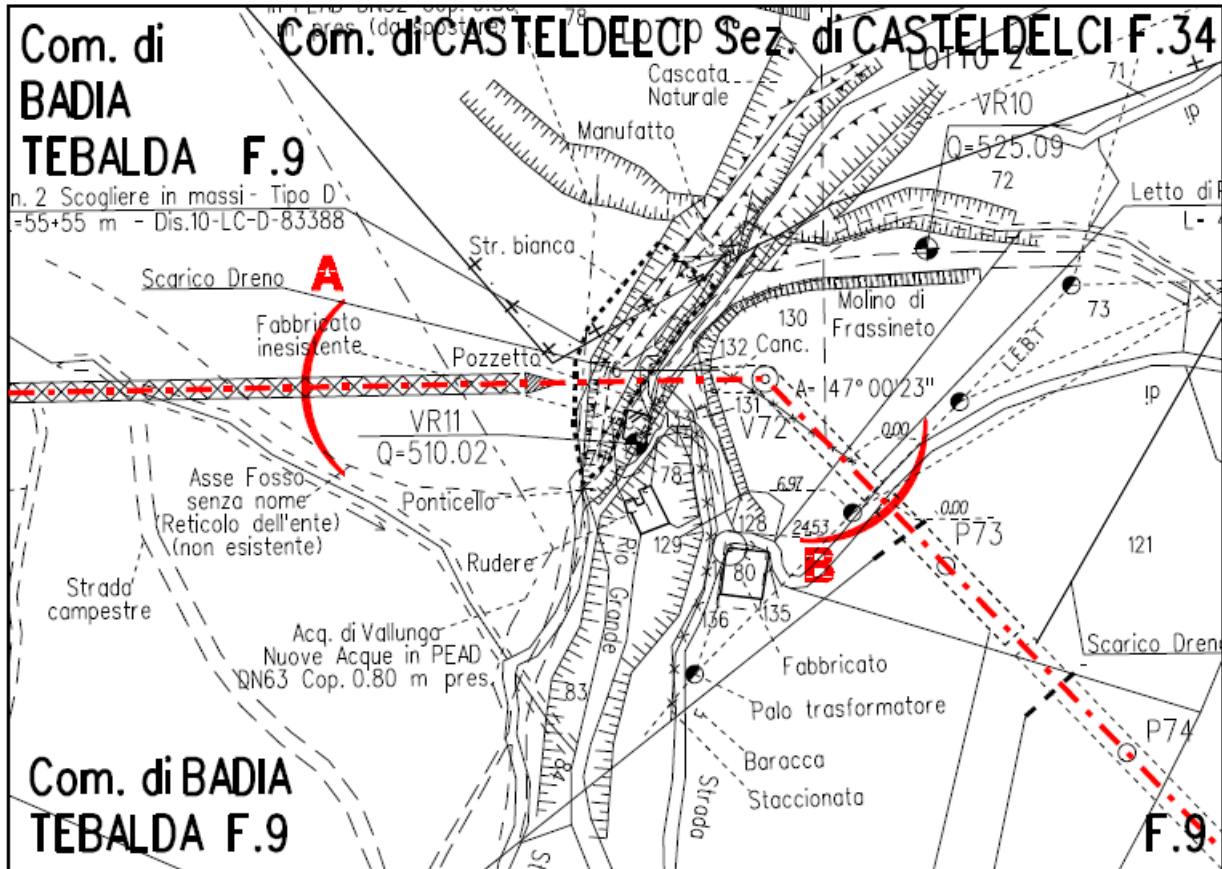 Com. di
BADIA
TEBALDA F.9
Com. di CASTELDELCI Sez. di CASTELDELCI F.34
m pres. (da spostare)
78
LOTTO 2°
71
Cascata
Naturale
VR10
Q=525.09
Manufatto
72
di
n. 2 Scogliere in massi - Tipo D
=55+55 m - Dis.10-LC-D-83388
Letto di
L-
Str. bianca
A
Scarico Dreno
Molino di
Frassineto
130
73
Fabbricato
inesistente
Pozzetto
132
Canc.
L.E.B.T
A- 47°00'23"
131
V72
di
VR11
Q=510.02
0.00
Asse Fosso
senza nome
(Reticolo dell'ente)
(non esistente)
Ponticello
78
6.97
24.53
128
0.00
P73
129
B
121
Rudere
80
Strada
campestre
Rio Grande
136
135
Acq. di Vallunga
Nuove Acque in PEAD
DN63 Cop. 0.80 m pres.
Fabbricato
Scarico Dreno
83
Palo trasformatore
P74
84
Baracca
Staccionata
Strada
Com. di BADIA
TEBALDA F.9
F.9